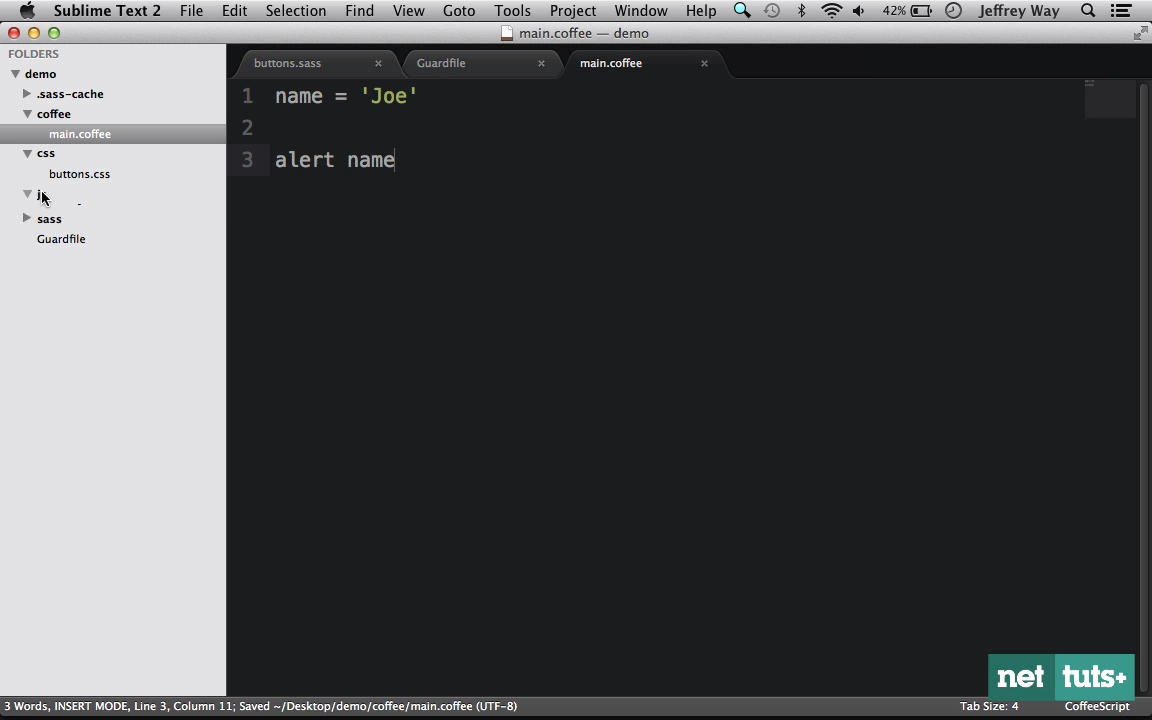 Sublime Text 2 File Edit Selection Find View Goto Tools Project Window Help 42% Jeffrey Way
main.coffee — demo
FOLDERS
demo
.sass-cache
coffee
main.coffee
css
buttons.css
sass
Guardfile
buttons.sass × Guardfile × main.coffee ×
1 name = 'Joe'
2
3 alert name
net tuts+
3 Words, INSERT MODE, Line 3, Column 11; Saved ~/Desktop/demo/coffee/main.coffee (UTF-8) Tab Size: 4 CoffeeScript